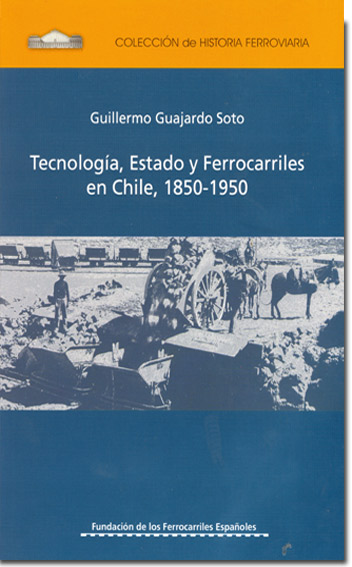 COLECCIÓN de HISTORIA FERROVIARIA
Guillermo Guajardo Soto
Tecnología, Estado y Ferrocarriles
en Chile, 1850-1950
Fundación de los Ferrocarriles Españoles